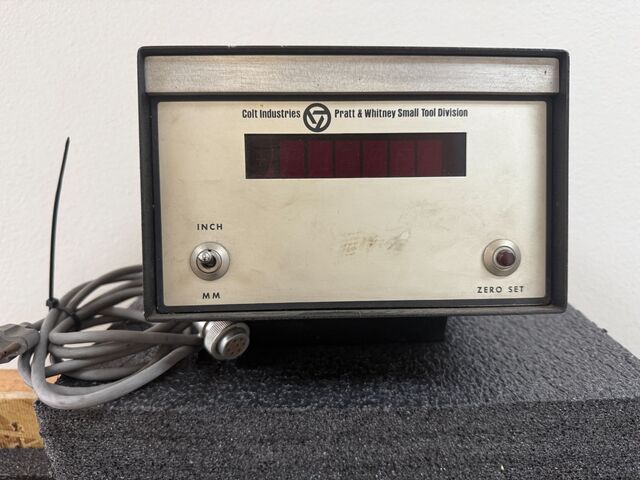 Colt Industries Pratt & Whitney Small Tool Division
INCH
MM
ZERO SET